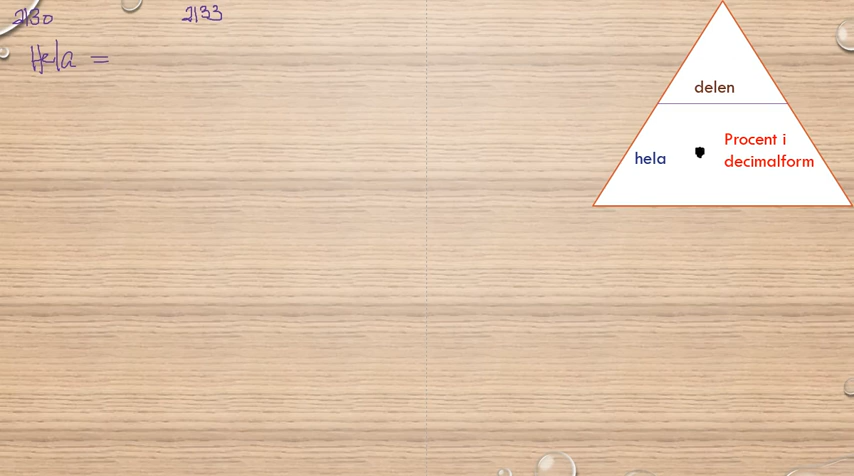 2130 2133
Hela =
delen
hela • Procent i
decimalform